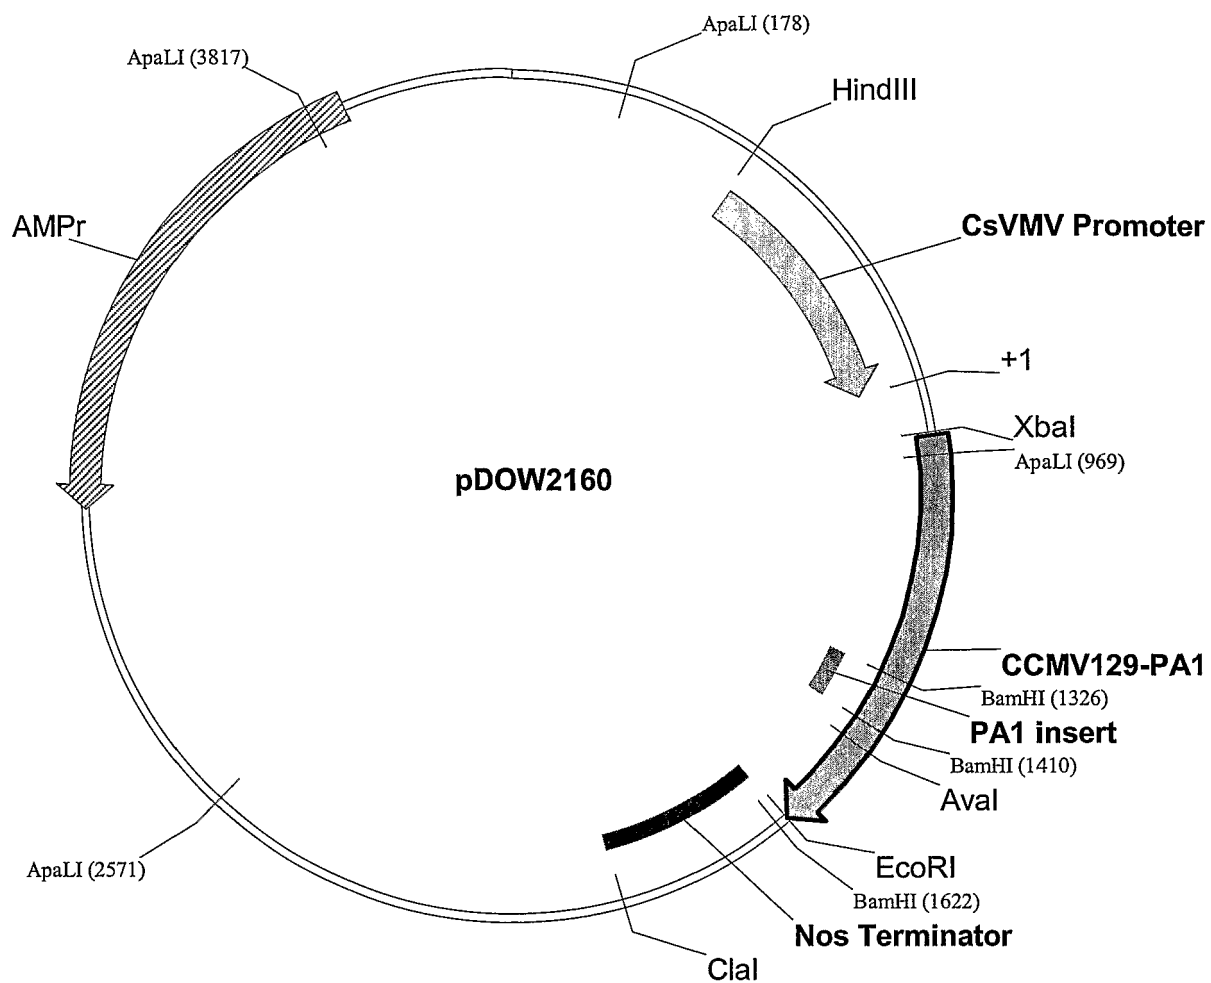 ApaLI (178)
ApaLI (3817)
HindIII
AMPr
CsVMV Promoter
+1
XbaI
ApaLI (969)
pDOW2160
CCMV129-PA1
BamHI (1326)
PA1 insert
BamHI (1410)
AvaI
EcoRI
ApaLI (2571)
BamHI (1622)
Nos Terminator
ClaI